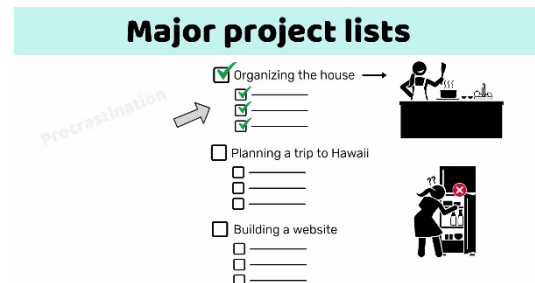 Major project lists
Procrastination
Organizing the house
Planning a trip to Hawaii
Building a website